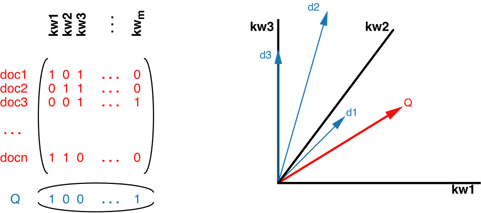 kw1 kw2 kw3 ... kwm
doc1 1 0 1 ... 0
doc2 0 1 1 ... 0
doc3 0 0 1 ... 1
...
docn 1 1 0 ... 0
Q 1 0 0 ... 1
d2
kw3
kw2
d3
Q
d1
kw1